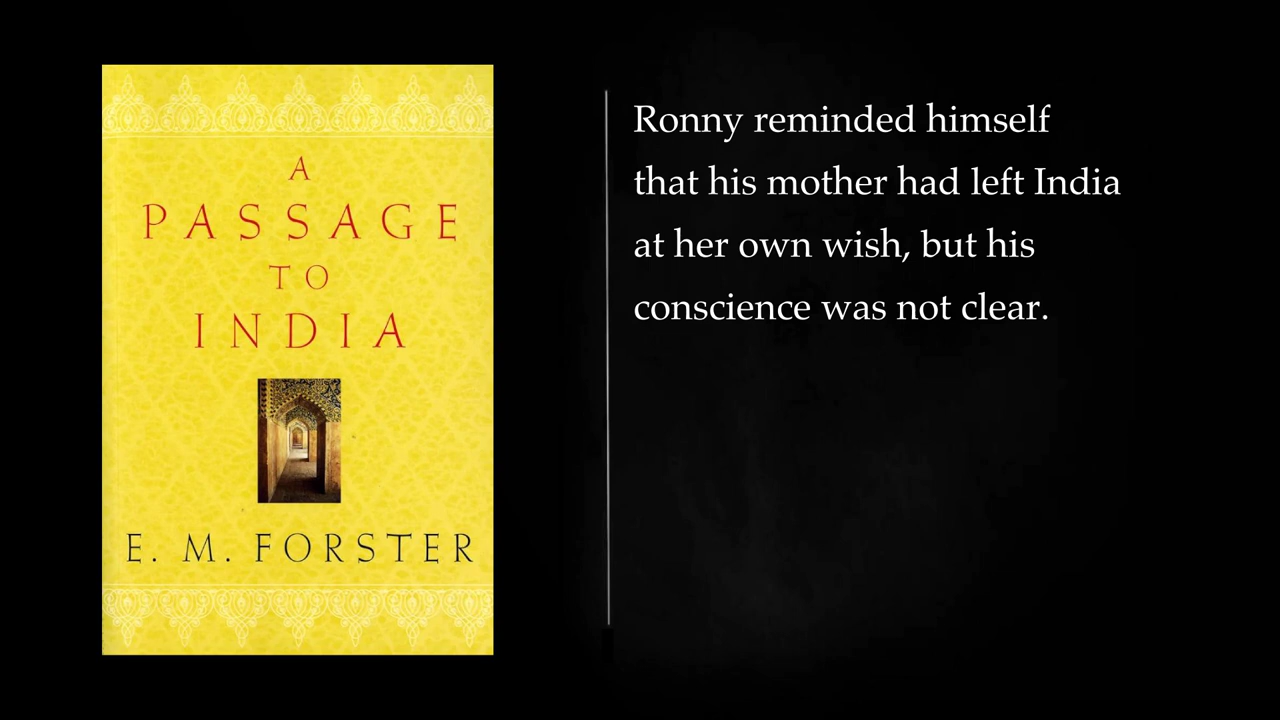 A
PASSAGE
TO
INDIA
E. M. FORSTER
Ronny reminded himself
that his mother had left India
at her own wish, but his
conscience was not clear.